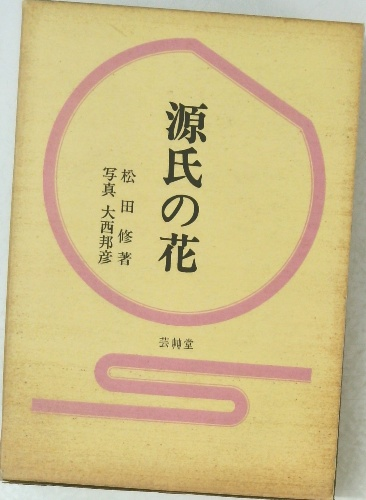 源氏の花
松田修著
写真 大西邦彦
芸艸堂